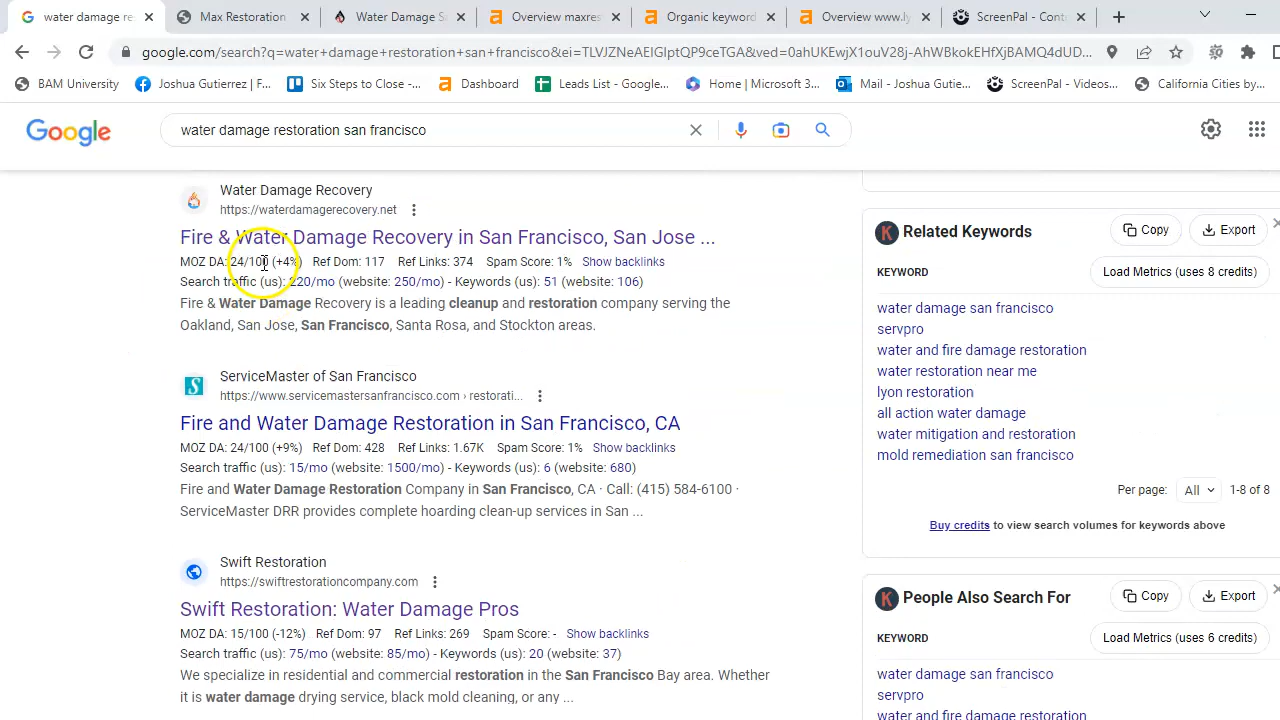 water damage re
Max Restoration
Water Damage S
Overview maxres
Organic keyword
Overview www.ly
ScreenPal - Cont
google.com/search?q=water+damage+restoration+san+francisco&ei=TLVJZNeAEIGIptQP9ceTGA&ved=0ahUKEwjX1ouV28j-AhWBkokEHfXjBAMQ4dUD...
BAM University
Joshua Gutierrez | F...
Six Steps to Close -...
Dashboard
Leads List - Google...
Home | Microsoft 3...
Mail - Joshua Gutie...
ScreenPal - Videos...
California Cities by...
Google
water damage restoration san francisco
Water Damage Recovery
https://waterdamagerecovery.net
Fire & Water Damage Recovery in San Francisco, San Jose ...
MOZ DA: 24/100 (+4%) Ref Dom: 117 Ref Links: 374 Spam Score: 1% Show backlinks
Search traffic (us): 220/mo (website: 250/mo) - Keywords (us): 51 (website: 106)
Fire & Water Damage Recovery is a leading cleanup and restoration company serving the
Oakland, San Jose, San Francisco, Santa Rosa, and Stockton areas.
ServiceMaster of San Francisco
https://www.servicemastersanfrancisco.com › restorati...
Fire and Water Damage Restoration in San Francisco, CA
MOZ DA: 24/100 (+9%) Ref Dom: 428 Ref Links: 1.67K Spam Score: 1% Show backlinks
Search traffic (us): 15/mo (website: 1500/mo) - Keywords (us): 6 (website: 680)
Fire and Water Damage Restoration Company in San Francisco, CA · Call: (415) 584-6100 ·
ServiceMaster DRR provides complete hoarding clean-up services in San ...
Swift Restoration
https://swiftrestorationcompany.com
Swift Restoration: Water Damage Pros
MOZ DA: 15/100 (-12%) Ref Dom: 97 Ref Links: 269 Spam Score: - Show backlinks
Search traffic (us): 75/mo (website: 85/mo) - Keywords (us): 20 (website: 37)
We specialize in residential and commercial restoration in the San Francisco Bay area. Whether
it is water damage drying service, black mold cleaning, or any ...
K Related Keywords
Copy
Export
KEYWORD
Load Metrics (uses 8 credits)
water damage san francisco
servpro
water and fire damage restoration
water restoration near me
lyon restoration
all action water damage
water mitigation and restoration
mold remediation san francisco
Per page: All 1-8 of 8
Buy credits to view search volumes for keywords above
K People Also Search For
Copy
Export
KEYWORD
Load Metrics (uses 6 credits)
water damage san francisco
servpro
water and fire damage restoration